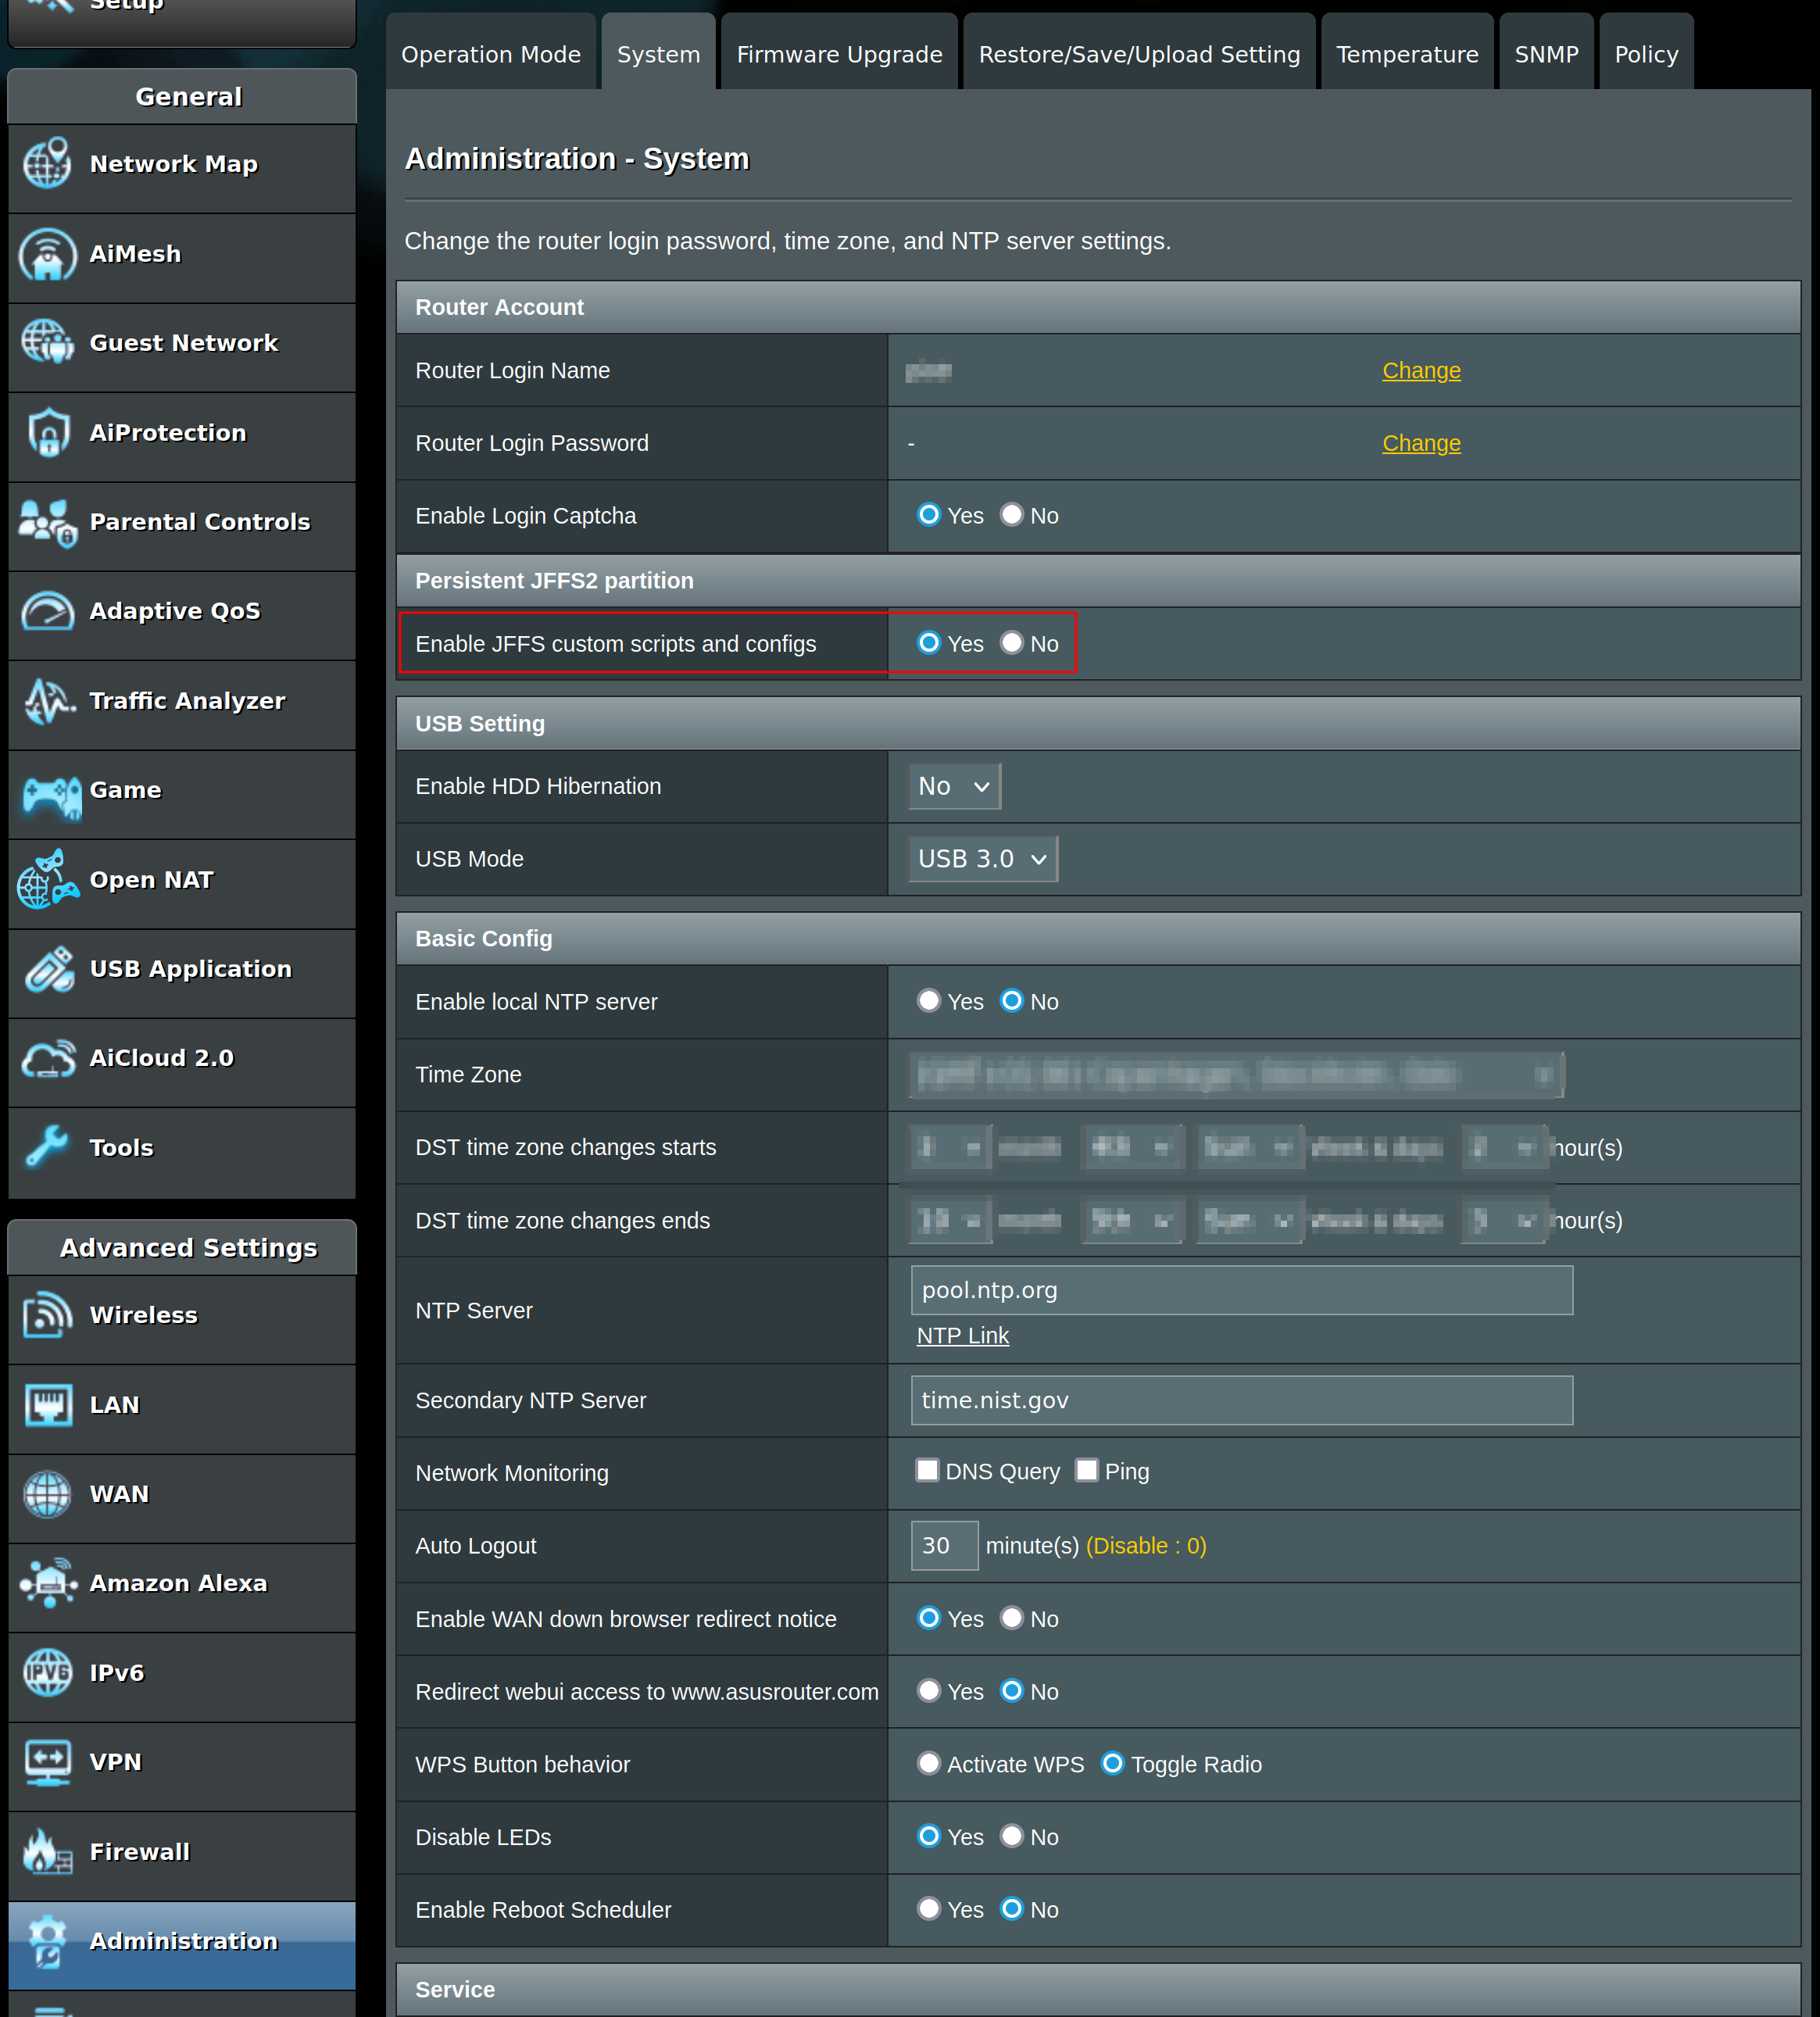 Setup
General
Network Map
AiMesh
Guest Network
AiProtection
Parental Controls
Adaptive QoS
Traffic Analyzer
Game
Open NAT
USB Application
AiCloud 2.0
Tools
Advanced Settings
Wireless
LAN
WAN
Amazon Alexa
IPV6 IPv6
VPN
Firewall
Administration
Operation Mode System Firmware Upgrade Restore/Save/Upload Setting Temperature SNMP Policy
Administration - System
Change the router login password, time zone, and NTP server settings.
Router Account
Router Login Name Change
Router Login Password - Change
Enable Login Captcha Yes No
Persistent JFFS2 partition
Enable JFFS custom scripts and configs Yes No
USB Setting
Enable HDD Hibernation No
USB Mode USB 3.0
Basic Config
Enable local NTP server Yes No
Time Zone
DST time zone changes starts hour(s)
DST time zone changes ends hour(s)
NTP Server pool.ntp.org
NTP Link
Secondary NTP Server time.nist.gov
Network Monitoring DNS Query Ping
Auto Logout 30 minute(s) (Disable : 0)
Enable WAN down browser redirect notice Yes No
Redirect webui access to www.asusrouter.com Yes No
WPS Button behavior Activate WPS Toggle Radio
Disable LEDs Yes No
Enable Reboot Scheduler Yes No
Service